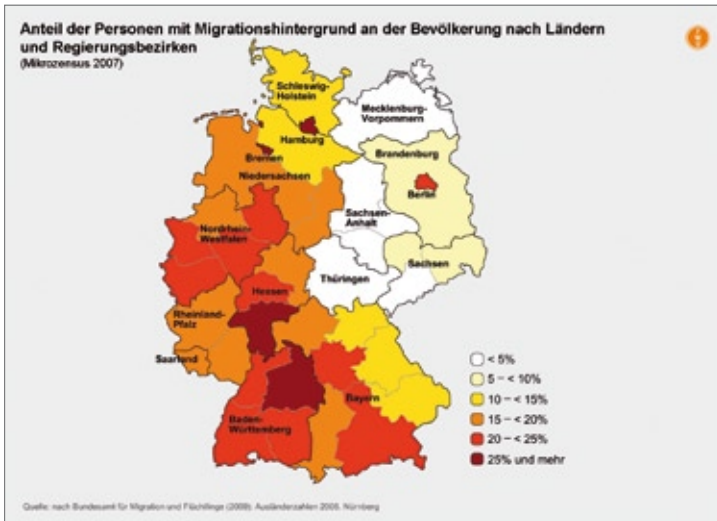 Anteil der Personen mit Migrationshintergrund an der Bevölkerung nach Ländern
und Regierungsbezirken
(Mikrozensus 2007)
Schleswig-
Holstein
Mecklenburg-
Vorpommern
Hamburg
Brandenburg
Bremen
Niedersachsen
Berlin
Sachsen-
Anhalt
Nordrhein-
Westfalen
Sachsen
Thüringen
Hessen
Rheinland-
Pfalz
Saarland
Bayern
Baden-
Württemberg
< 5%
5 – < 10%
10 – < 15%
15 – < 20%
20 – < 25%
25% und mehr
Quelle: nach Bundesamt für Migration und Flüchtlinge (2009): Ausländerzahlen 2008. Nürnberg